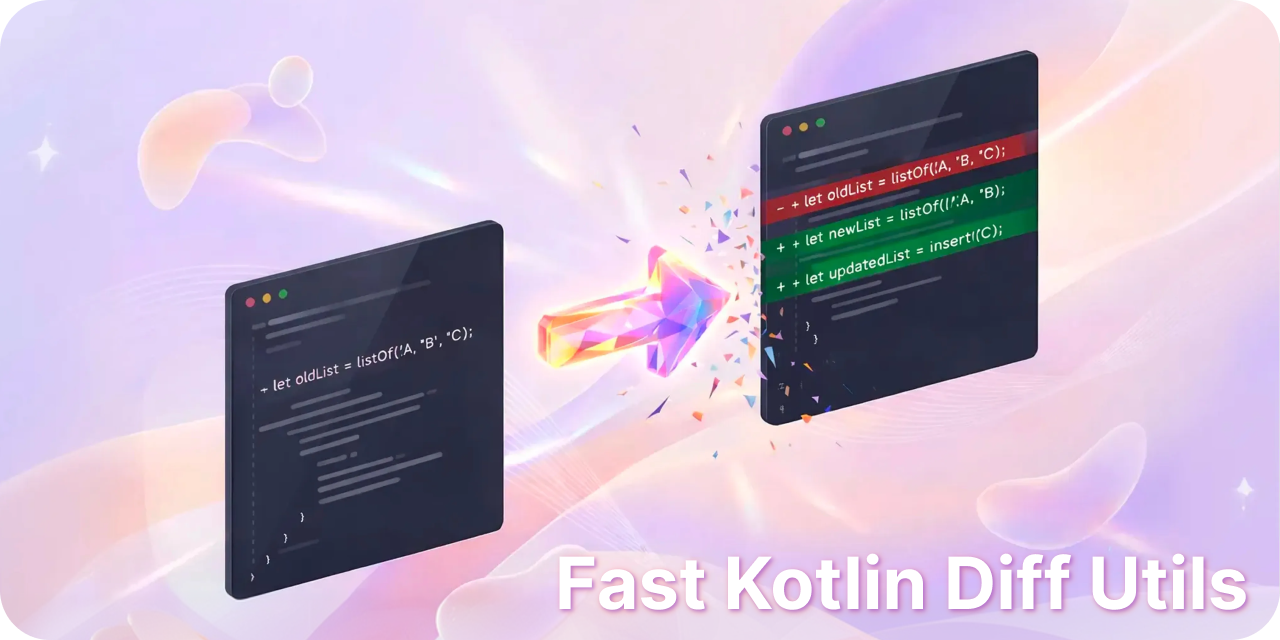 + let oldList = listOf('A, "B', "C);
}
}
}
}
- + let oldList = listOf(¦A, "B, "C);
+ + let newList = listOf(('.'A, "B);
+ + let updatedList = insert!(C);
}
}
Fast Kotlin Diff Utils